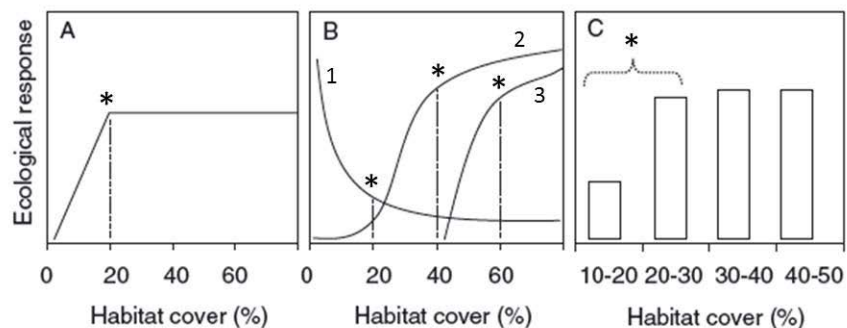 Ecological response
A
*
0 20 40 60
Habitat cover (%)
B
1
2
3
*
*
*
0 20 40 60
Habitat cover (%)
C
*
10-20 20-30 30-40 40-50
Habitat cover (%)